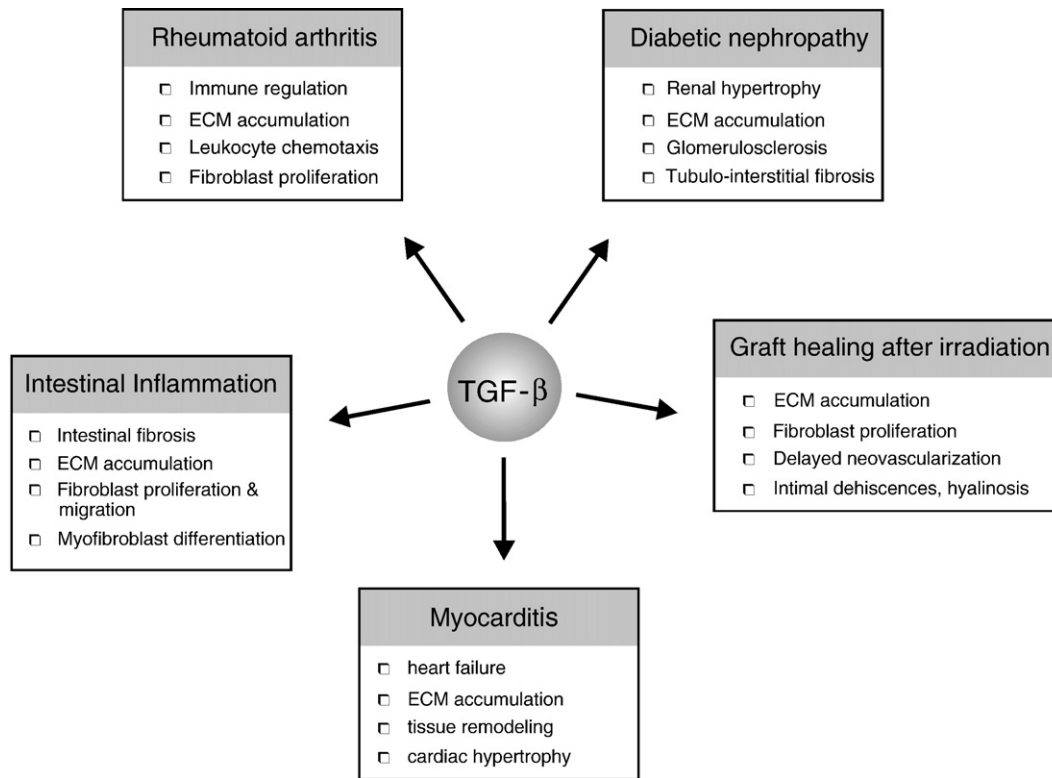 Rheumatoid arthritis
Immune regulation
ECM accumulation
Leukocyte chemotaxis
Fibroblast proliferation
Diabetic nephropathy
Renal hypertrophy
ECM accumulation
Glomerulosclerosis
Tubulo-interstitial fibrosis
TGF-β
Intestinal Inflammation
Intestinal fibrosis
ECM accumulation
Fibroblast proliferation &
migration
Myofibroblast differentiation
Graft healing after irradiation
ECM accumulation
Fibroblast proliferation
Delayed neovascularization
Intimal dehiscences, hyalinosis
Myocarditis
heart failure
ECM accumulation
tissue remodeling
cardiac hypertrophy